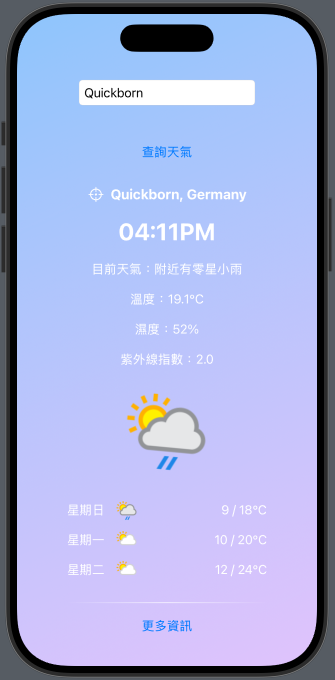 Quickborn
查詢天氣
Quickborn, Germany
04:11PM
目前天氣：附近有零星小雨
溫度：19.1°C
濕度：52%
紫外線指數：2.0
星期日 9 / 18°C
星期一 10 / 20°C
星期二 12 / 24°C
更多資訊